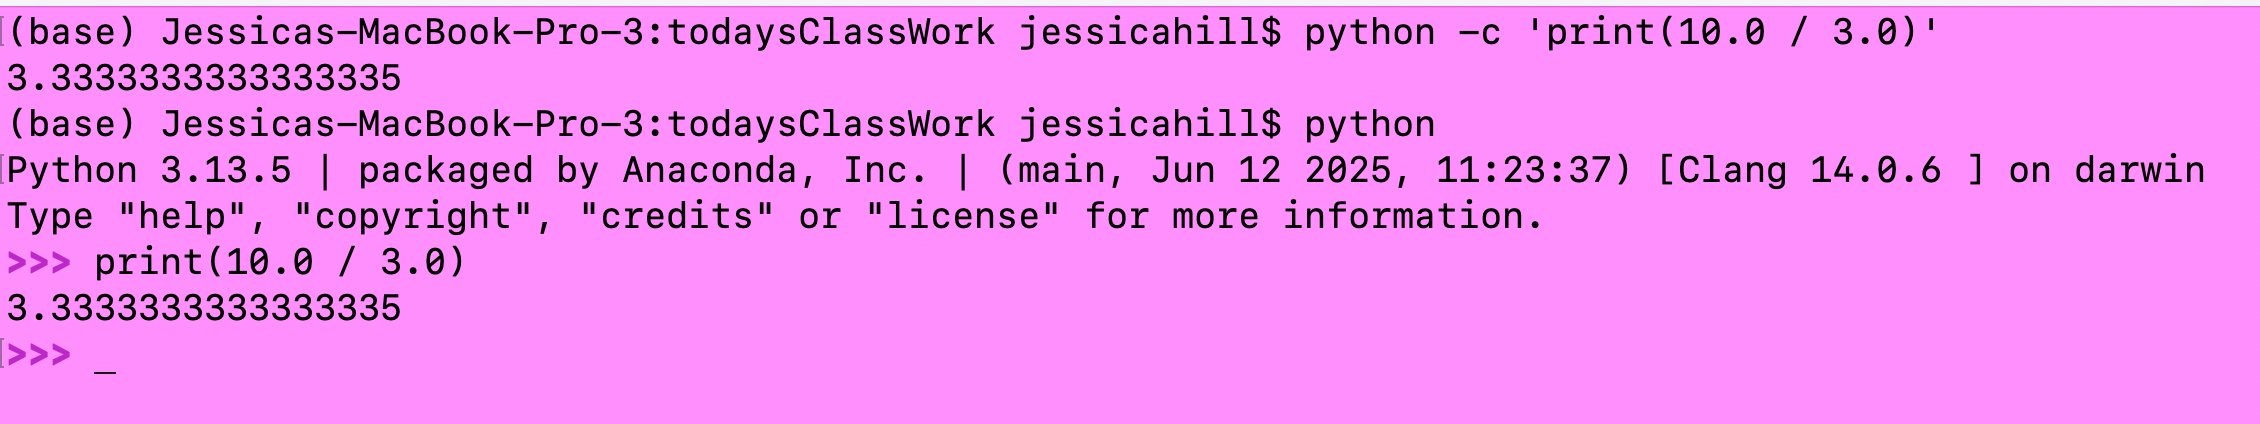 (base) Jessicas-MacBook-Pro-3:todaysClassWork jessicahill$ python -c 'print(10.0 / 3.0)'
3.3333333333333335
(base) Jessicas-MacBook-Pro-3:todaysClassWork jessicahill$ python
Python 3.13.5 | packaged by Anaconda, Inc. | (main, Jun 12 2025, 11:23:37) [Clang 14.0.6 ] on darwin
Type "help", "copyright", "credits" or "license" for more information.
>>> print(10.0 / 3.0)
3.3333333333333335
>>> _